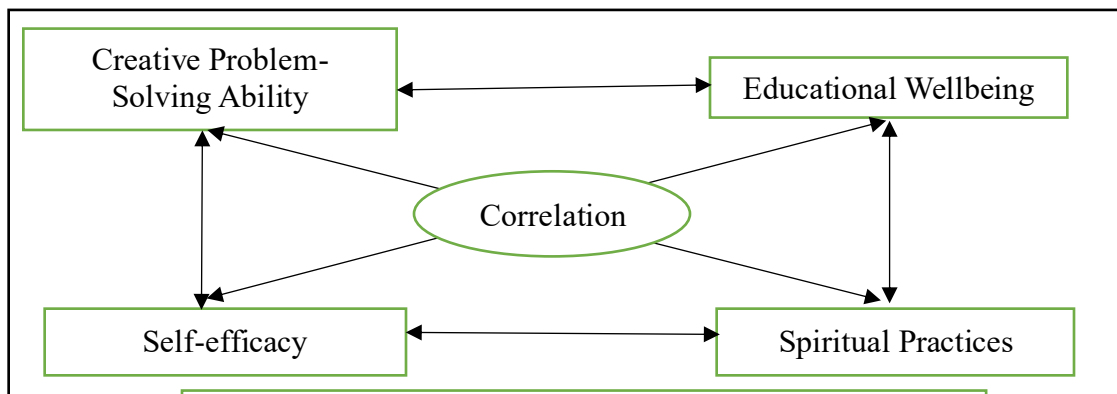 Creative Problem-
Solving Ability
Educational Wellbeing
Correlation
Self-efficacy
Spiritual Practices